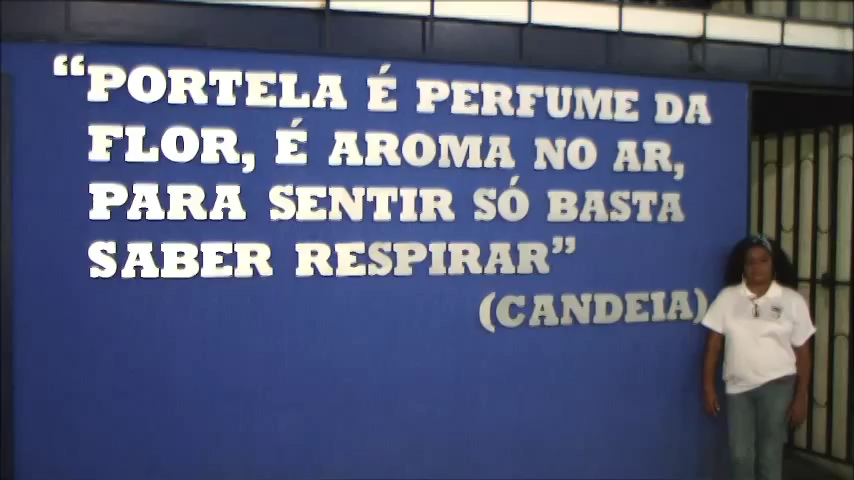 “PORTELA É PERFUME DA
FLOR, É AROMA NO AR,
PARA SENTIR SÓ BASTA
SABER RESPIRAR”
(CANDEIA)